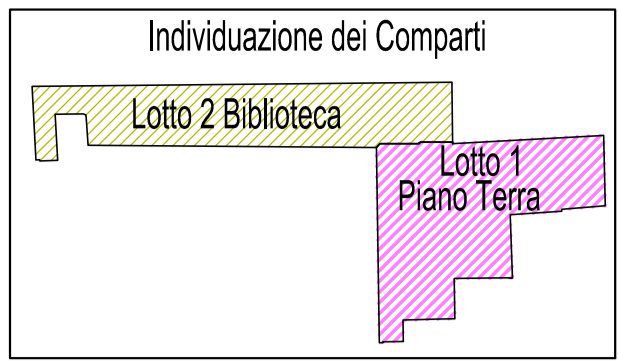 Individuazione dei Comparti
Lotto 2 Biblioteca
Lotto 1
Piano Terra